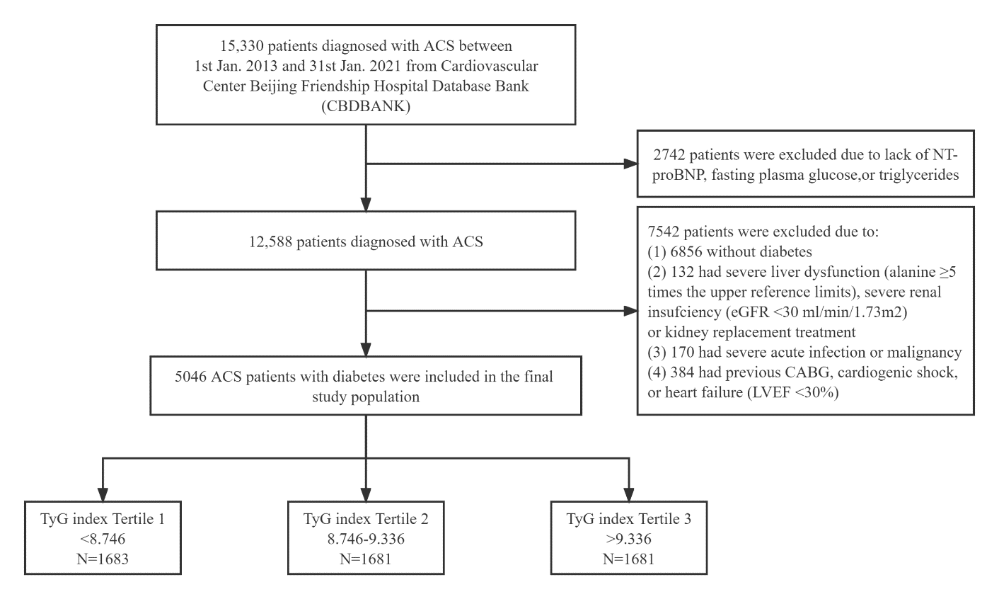 15,330 patients diagnosed with ACS between
1st Jan. 2013 and 31st Jan. 2021 from Cardiovascular
Center Beijing Friendship Hospital Database Bank
(CBDBANK)
2742 patients were excluded due to lack of NT-
proBNP, fasting plasma glucose,or triglycerides
12,588 patients diagnosed with ACS
7542 patients were excluded due to:
(1) 6856 without diabetes
(2) 132 had severe liver dysfunction (alanine ≥5
times the upper reference limits), severe renal
insufciency (eGFR <30 ml/min/1.73m2)
or kidney replacement treatment
(3) 170 had severe acute infection or malignancy
(4) 384 had previous CABG, cardiogenic shock,
or heart failure (LVEF <30%)
5046 ACS patients with diabetes were included in the final
study population
TyG index Tertile 1
<8.746
N=1683
TyG index Tertile 2
8.746-9.336
N=1681
TyG index Tertile 3
>9.336
N=1681